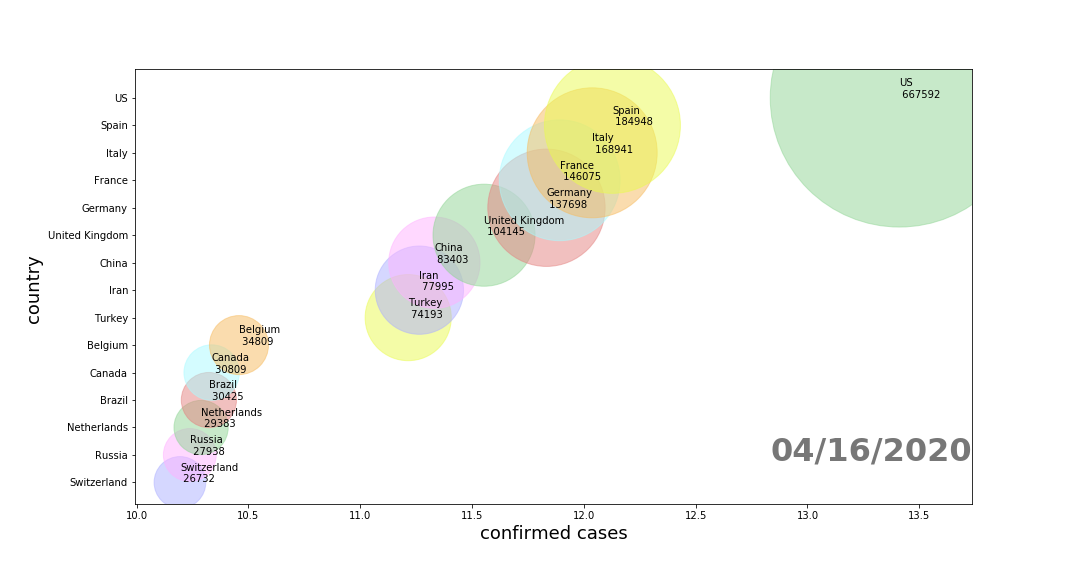 US
667592
Spain
184948
Italy
168941
France
146075
Germany
137698
United Kingdom
104145
China
83403
Iran
77995
Turkey
74193
Belgium
34809
Canada
30809
Brazil
30425
Netherlands
29383
Russia
27938
Switzerland
26732
US
Spain
Italy
France
Germany
United Kingdom
China
Iran
Turkey
Belgium
Canada
Brazil
Netherlands
Russia
Switzerland
country
04/16/2020
10.0 10.5 11.0 11.5 12.0 12.5 13.0 13.5
confirmed cases